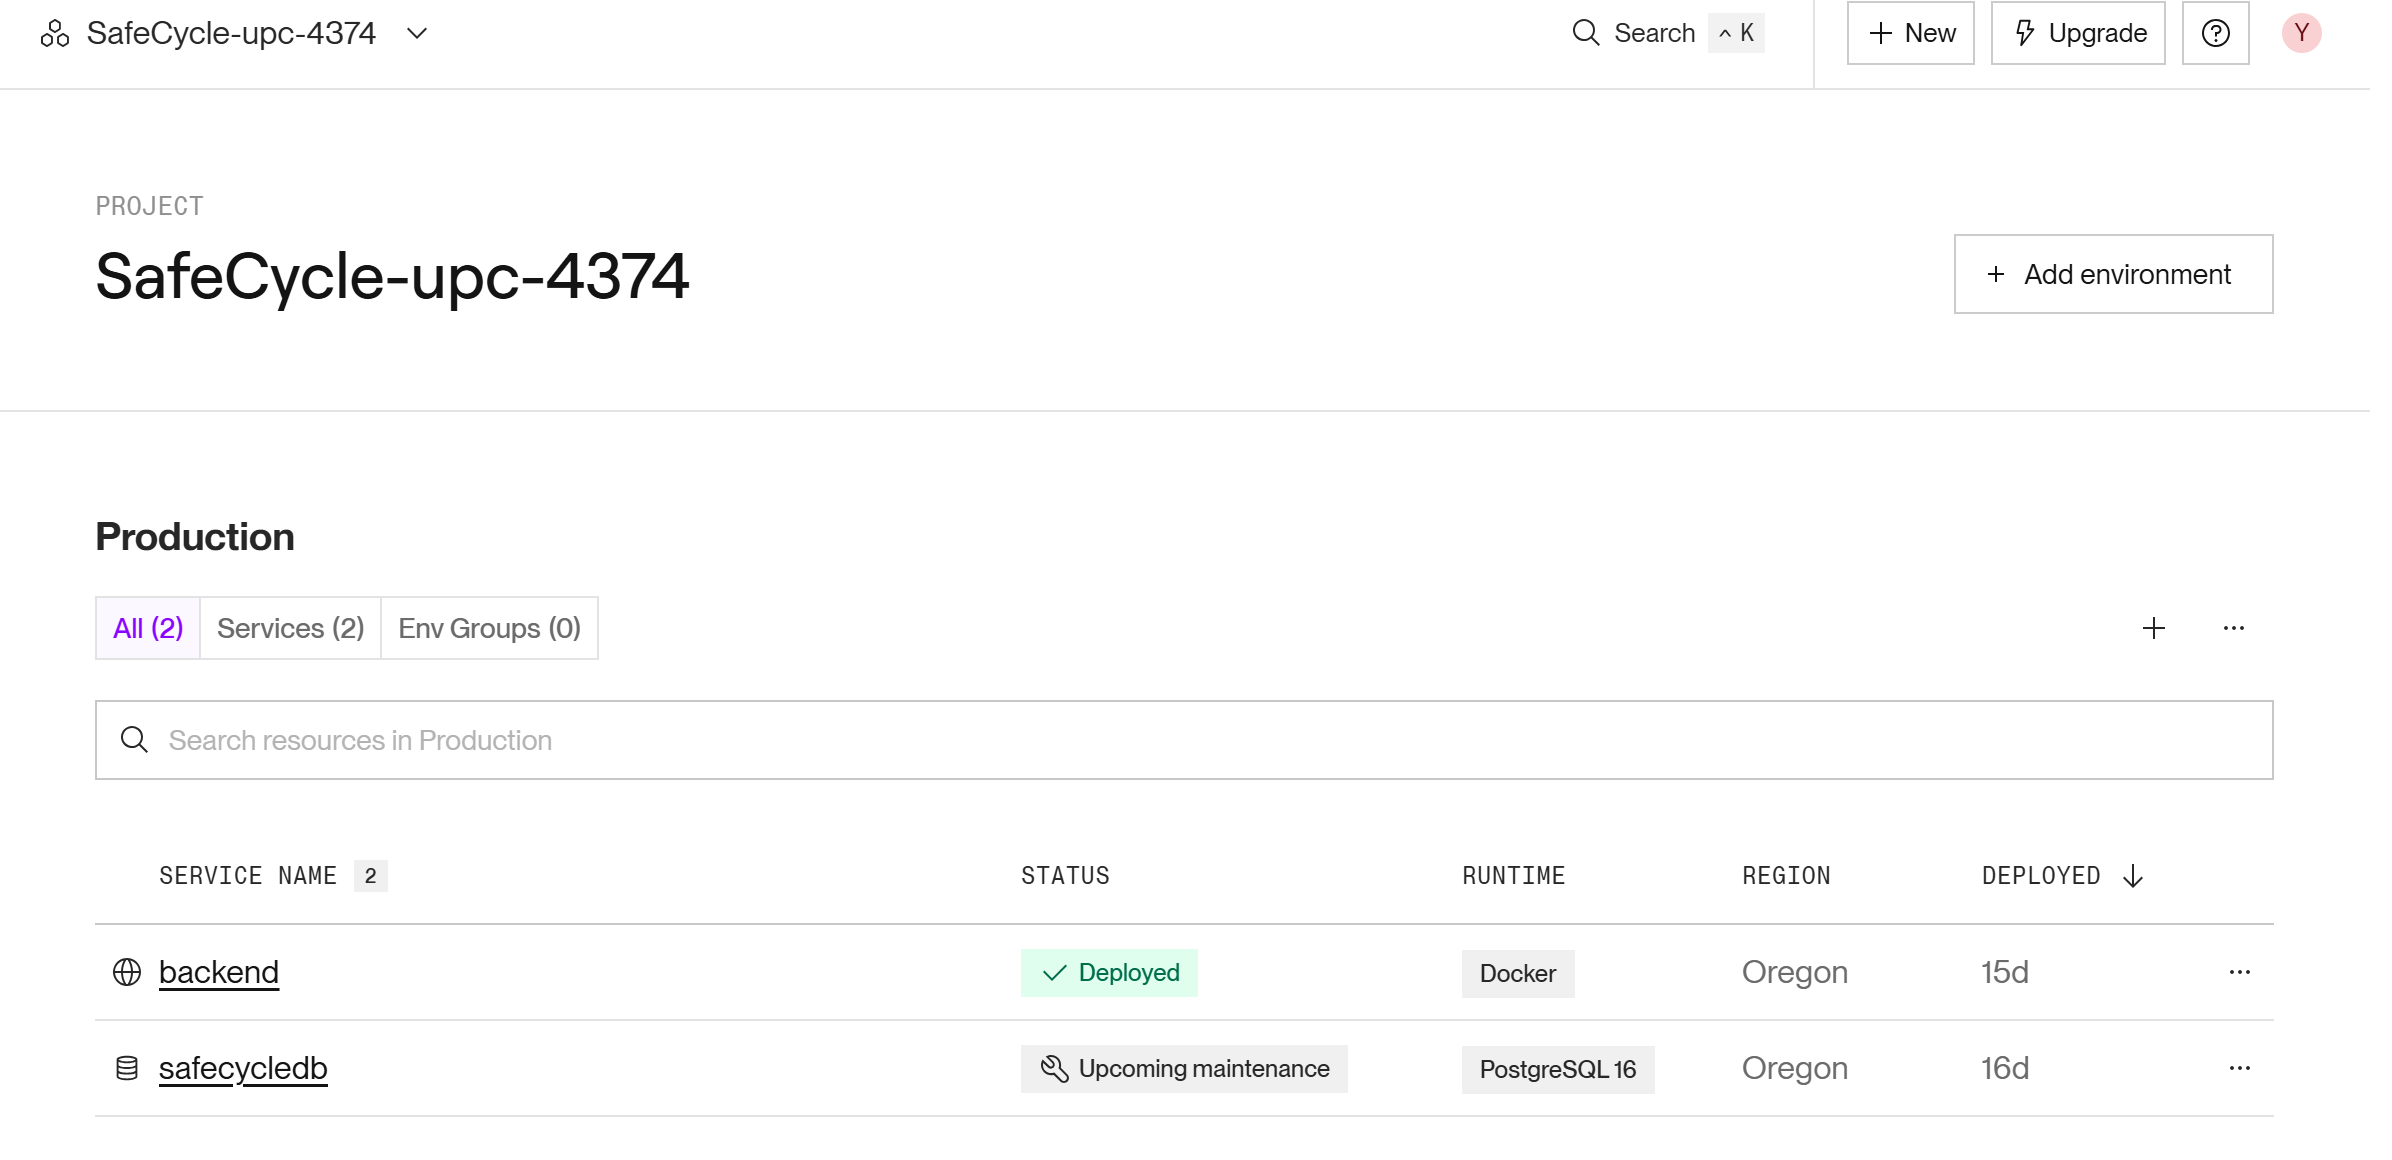 SafeCycle-upc-4374
Search ^ K
New
Upgrade
?
Y
PROJECT
SafeCycle-upc-4374
+ Add environment
Production
All (2) Services (2) Env Groups (0)
Search resources in Production
SERVICE NAME 2 STATUS RUNTIME REGION DEPLOYED
backend Deployed Docker Oregon 15d
safecycledb Upcoming maintenance PostgreSQL 16 Oregon 16d